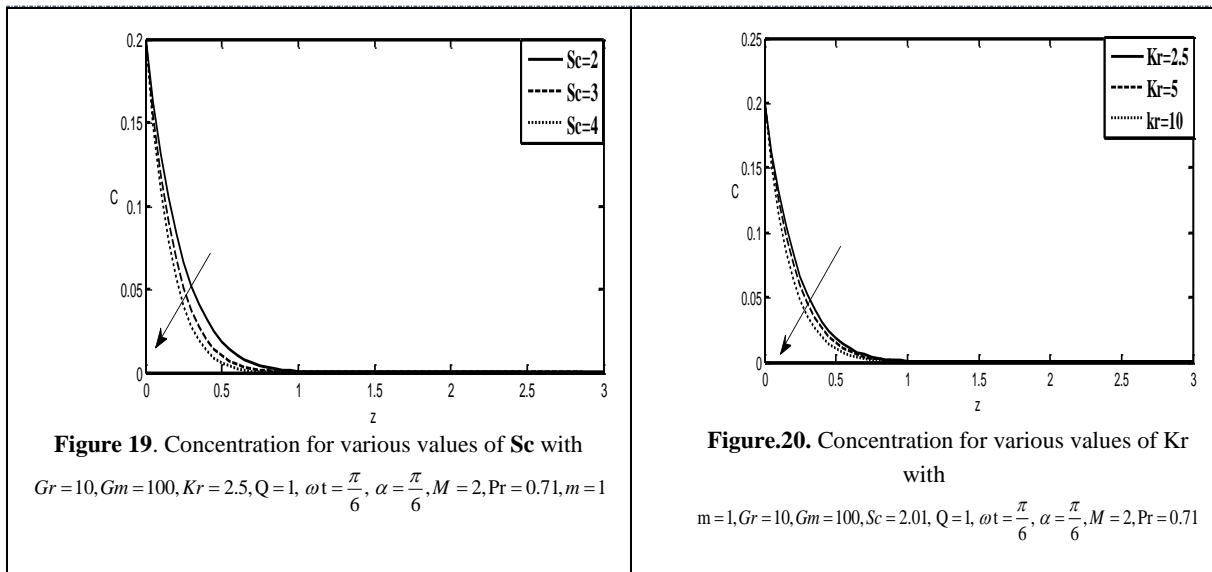 0.2
0.15
0.1
0.05
0
C
Sc=2
Sc=3
Sc=4
0 0.5 1 1.5 2 2.5 3
z
Figure 19. Concentration for various values of Sc with
Gr = 10, Gm = 100, Kr = 2.5, Q = 1, ωt = π/6, α = π/6, M = 2, Pr = 0.71, m = 1
0.25
0.2
0.15
0.1
0.05
0
C
Kr=2.5
Kr=5
kr=10
0 0.5 1 1.5 2 2.5 3
z
Figure.20. Concentration for various values of Kr
with
m = 1, Gr = 10, Gm = 100, Sc = 2.01, Q = 1, ωt = π/6, α = π/6, M = 2, Pr = 0.71